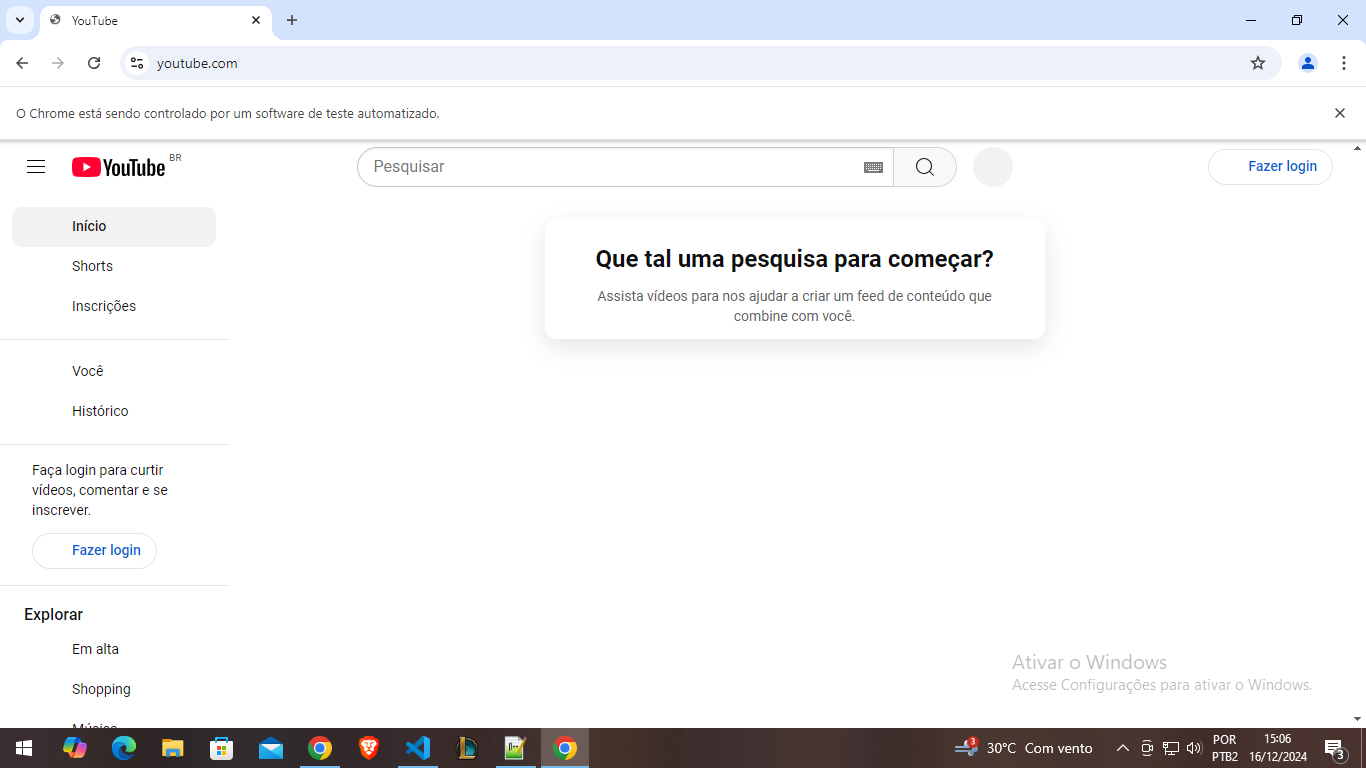 YouTube
youtube.com
O Chrome está sendo controlado por um software de teste automatizado.
YouTube BR
Pesquisar
Fazer login
Início
Shorts
Inscrições
Você
Histórico
Faça login para curtir
vídeos, comentar e se
inscrever.
Fazer login
Explorar
Em alta
Shopping
Música
Que tal uma pesquisa para começar?
Assista vídeos para nos ajudar a criar um feed de conteúdo que
combine com você.
Ativar o Windows
Acesse Configurações para ativar o Windows.
3
30°C Com vento
POR
PTB2
15:06
16/12/2024
3